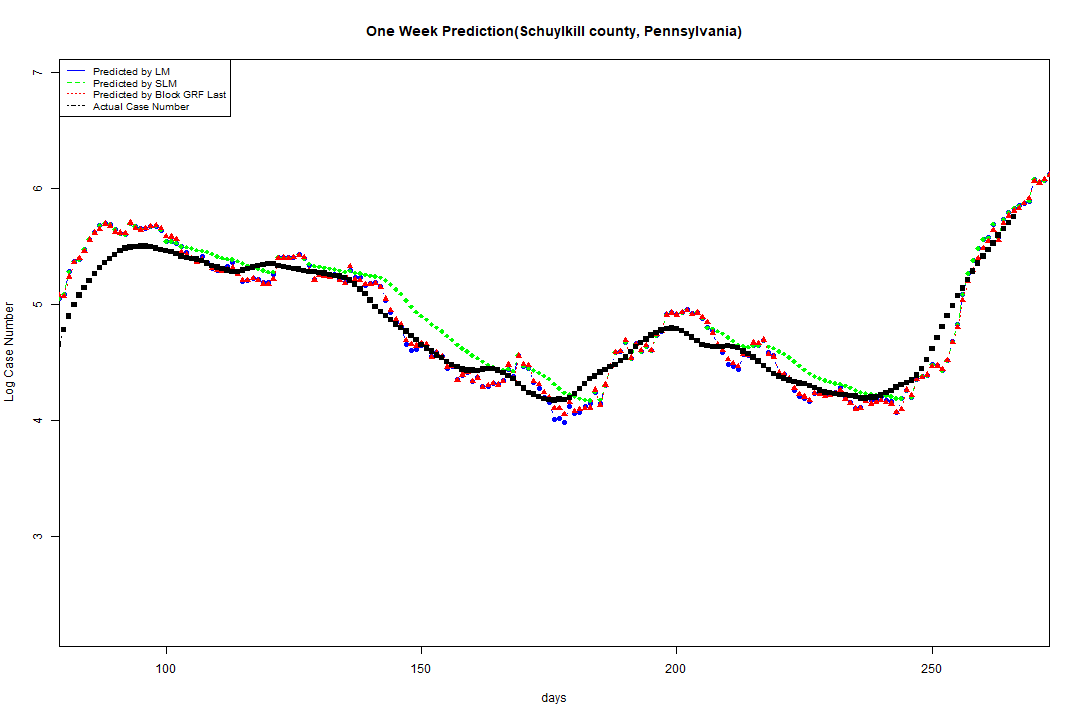 One Week Prediction(Schuylkill county, Pennsylvania)
Predicted by LM
Predicted by SLM
Predicted by Block GRF Last
Actual Case Number
7
6
5
4
3
Log Case Number
100 150 200 250
days